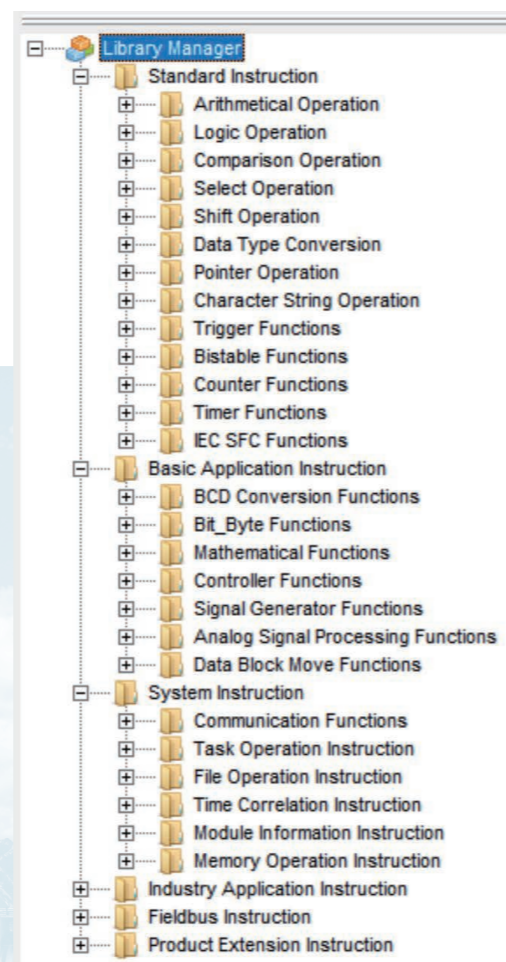 Library Manager
Standard Instruction
Arithmetical Operation
Logic Operation
Comparison Operation
Select Operation
Shift Operation
Data Type Conversion
Pointer Operation
Character String Operation
Trigger Functions
Bistable Functions
Counter Functions
Timer Functions
IEC SFC Functions
Basic Application Instruction
BCD Conversion Functions
Bit_Byte Functions
Mathematical Functions
Controller Functions
Signal Generator Functions
Analog Signal Processing Functions
Data Block Move Functions
System Instruction
Communication Functions
Task Operation Instruction
File Operation Instruction
Time Correlation Instruction
Module Information Instruction
Memory Operation Instruction
Industry Application Instruction
Fieldbus Instruction
Product Extension Instruction